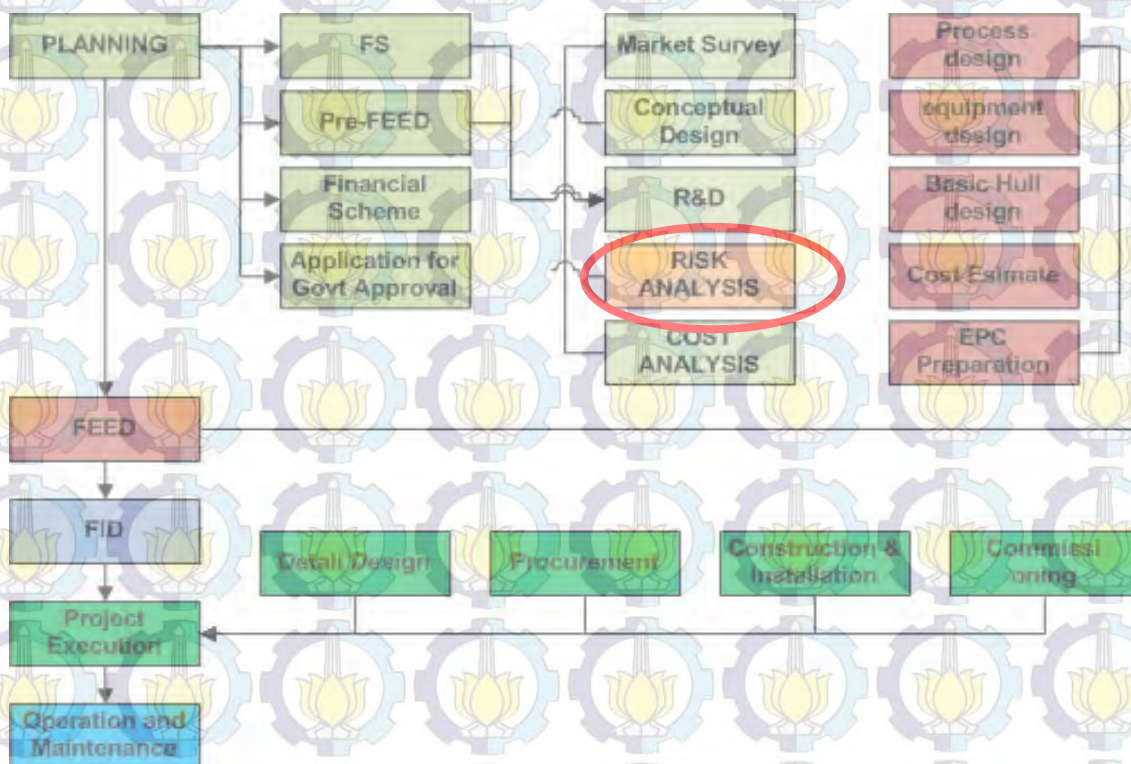 PLANNING
FS
Market Survey
Process
design
Pre-FEED
Conceptual
Design
equipment
design
Financial
Scheme
R&D
Basic Hull
design
Application for
Govt Approval
RISK
ANALYSIS
Cost Esimate
COST
ANALYSIS
EPC
Preparation
FEED
FID
Detail Design
Procurement
Construction &
Installation
Commissi
oning
Project
Execution
Operation and
Maintenance